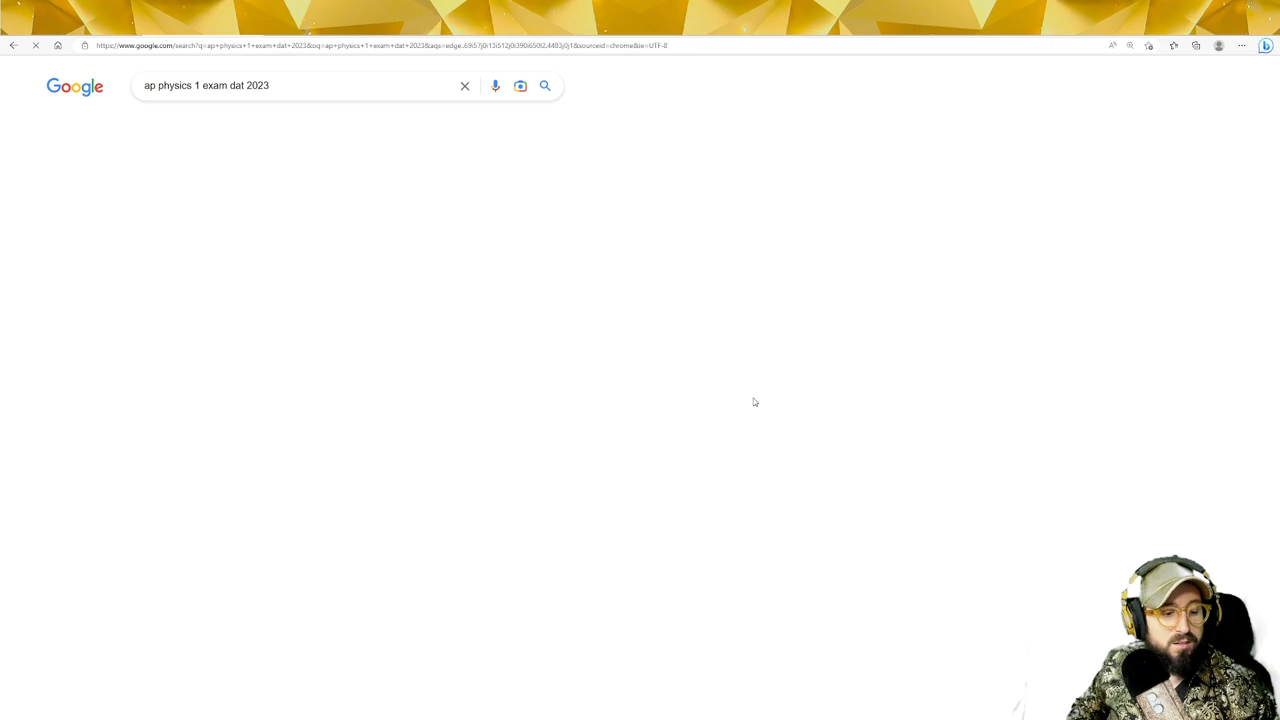 https://www.google.com/search?q=ap+physics+1+exam+dat+2023&oq=ap+physics+1+exam+dat+2023&aqs=edge..69i57j0i13i512j0i390i650l2.4483j0j1&sourceid=chrome&ie=UTF-8
Google
ap physics 1 exam dat 2023